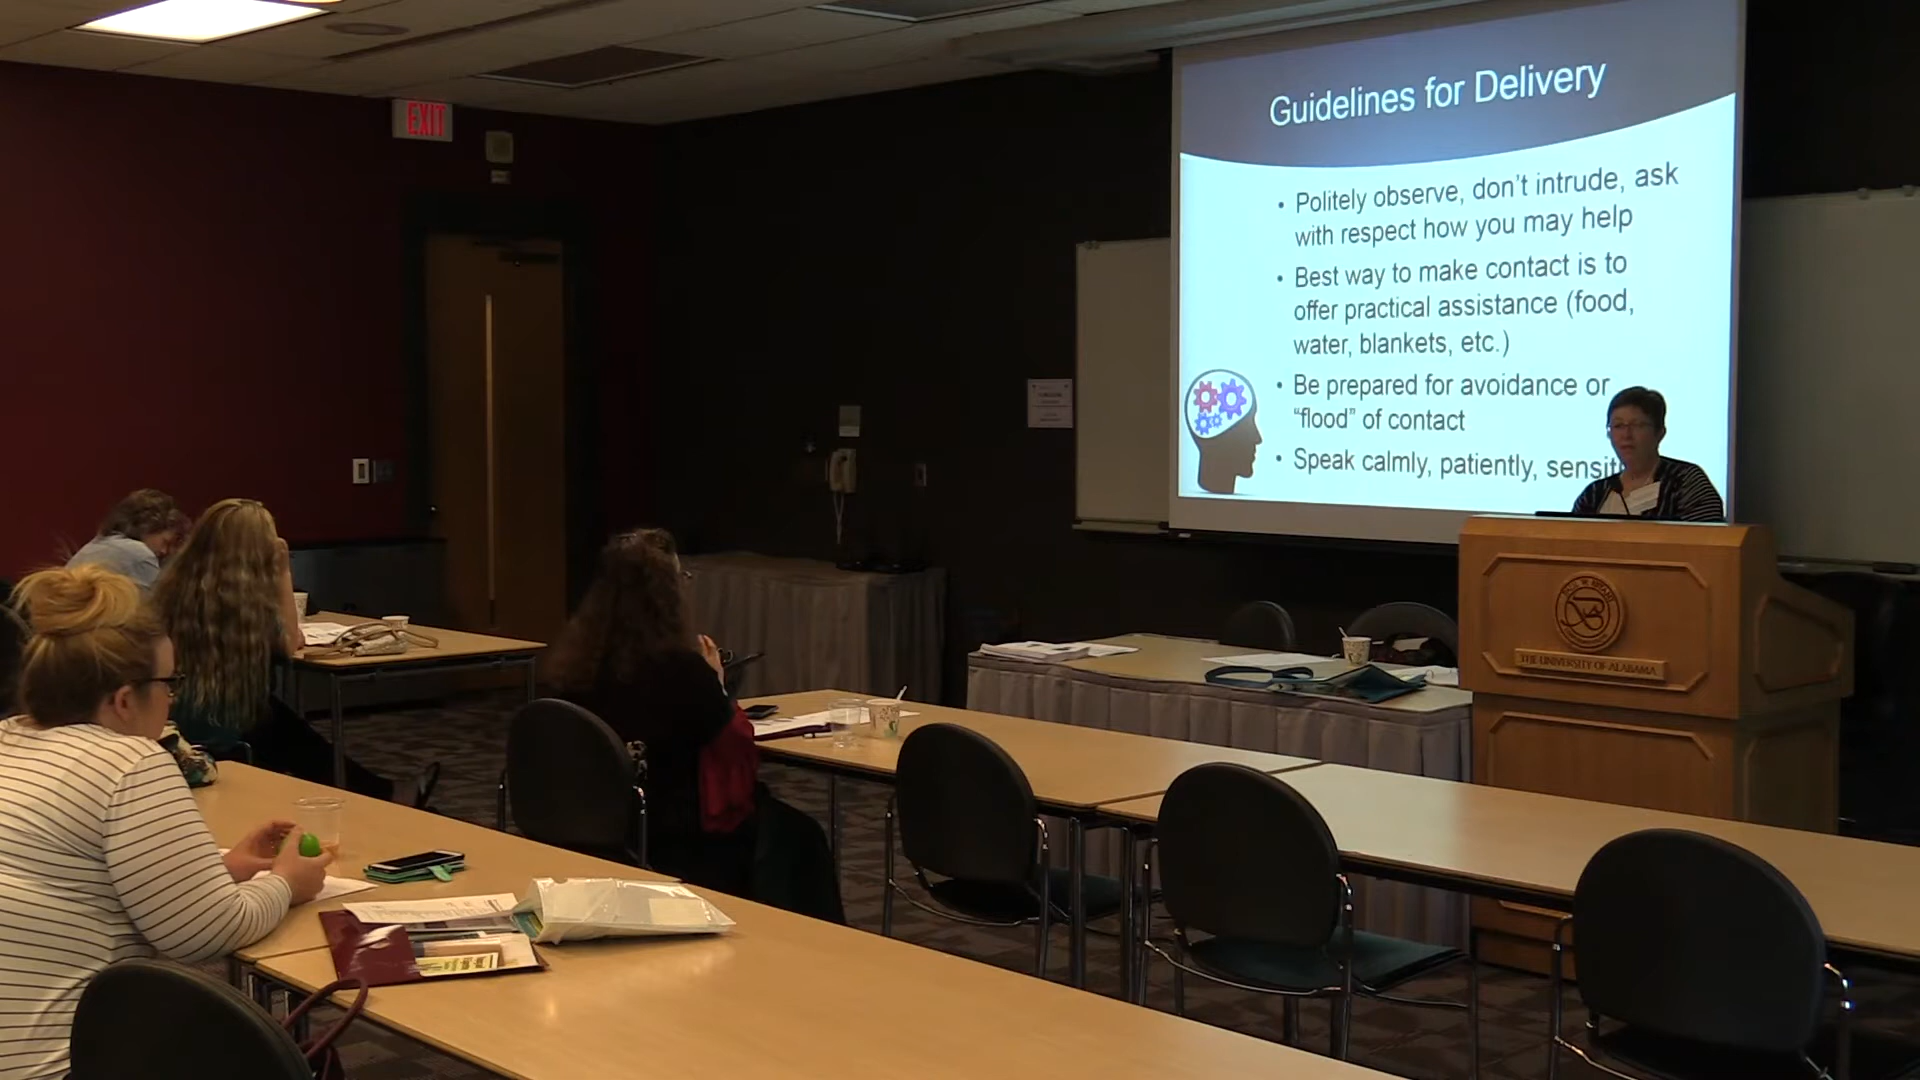 EXIT
Guidelines for Delivery
• Politely observe, don't intrude, ask
with respect how you may help
• Best way to make contact is to
offer practical assistance (food,
water, blankets, etc.)
• Be prepared for avoidance or
“flood” of contact
• Speak calmly, patiently, sensit
THE UNIVERSITY OF ALABAMA